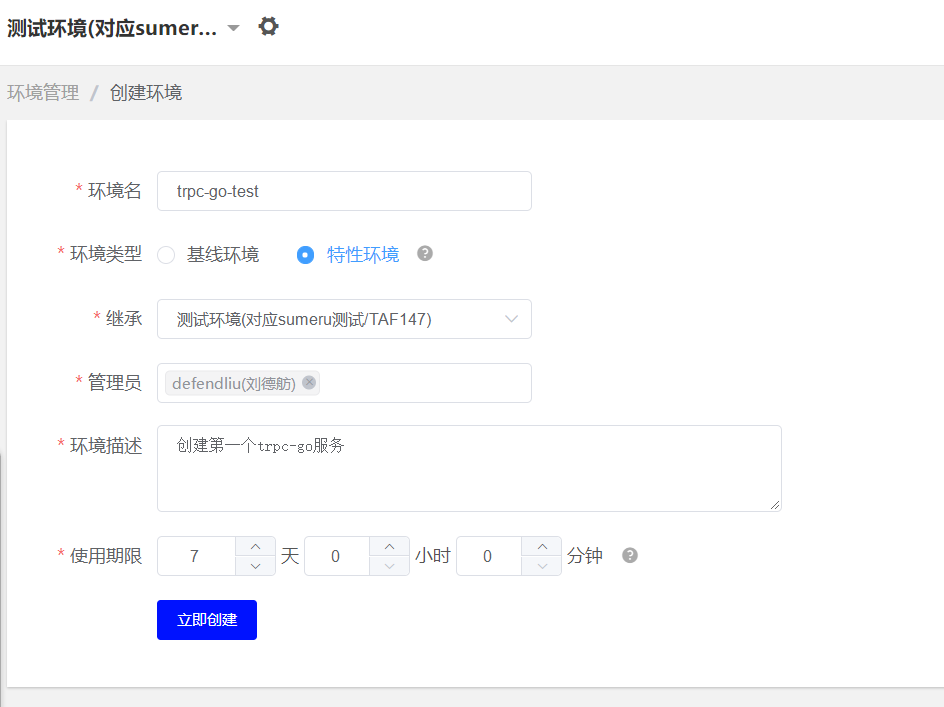 测试环境(对应sumer...
环境管理 / 创建环境
* 环境名 trpc-go-test
* 环境类型 基线环境 特性环境 ?
* 继承 测试环境(对应sumeru测试/TAF147)
* 管理员 defendliu(刘德舫)
* 环境描述 创建第一个trpc-go服务
* 使用期限 7 天 0 小时 0 分钟 ?
立即创建